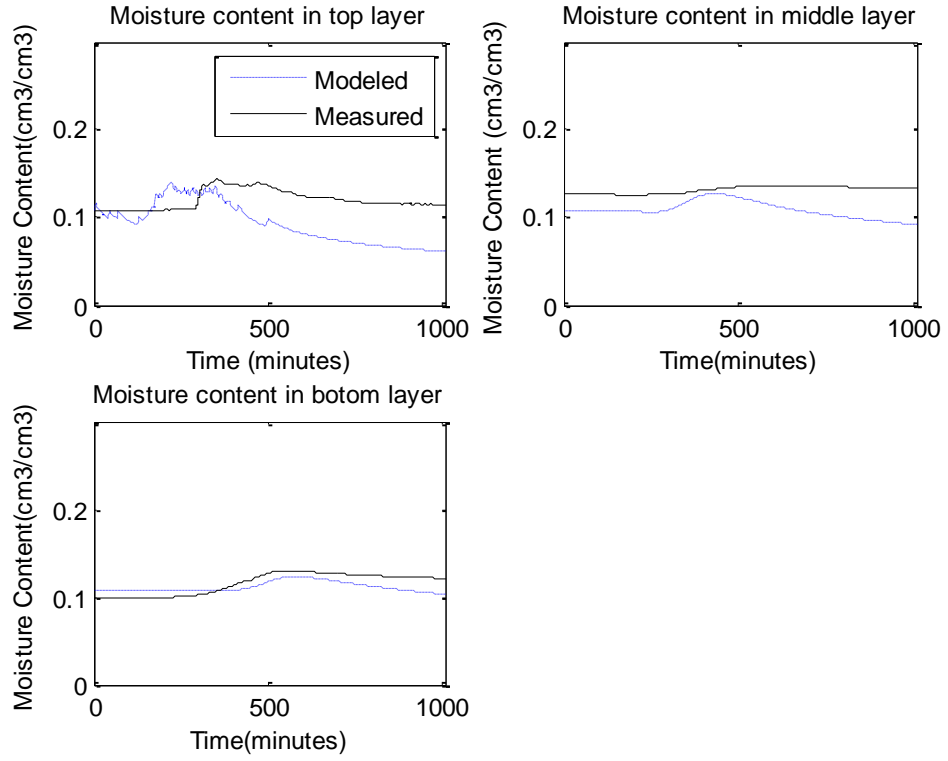 Moisture content in top layer
Moisture Content(cm3/cm3)
0.2
0.1
0
Modeled
Measured
0
500
1000
Time (minutes)
Moisture content in middle layer
Moisture Content (cm3/cm3)
0.2
0.1
0
0
500
1000
Time(minutes)
Moisture content in botom layer
Moisture Content(cm3/cm3)
0.2
0.1
0
0
500
1000
Time(minutes)